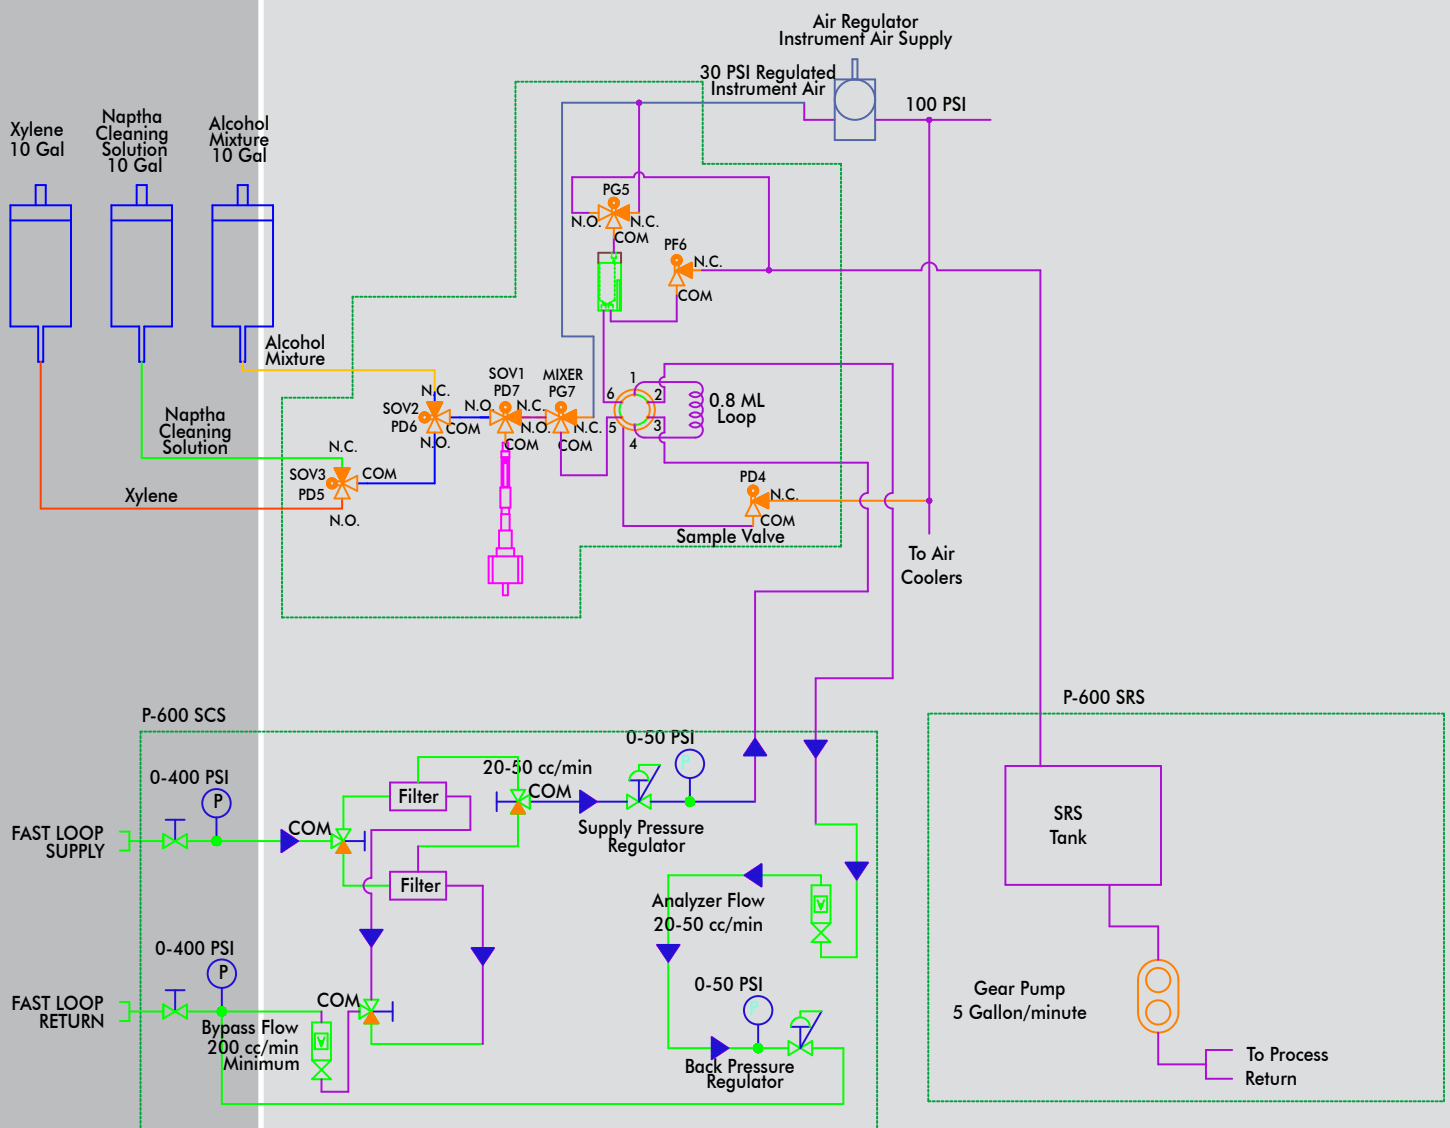 Air Regulator
Instrument Air Supply
30 PSI Regulated
Instrument Air
100 PSI
Xylene
10 Gal
Naptha
Cleaning
Solution
10 Gal
Alcohol
Mixture
10 Gal
PG5
N.O.
N.C.
COM
PF6
N.C.
COM
Alcohol
Mixture
SOV1
PD7
MIXER
PG7
N.C.
SOV2
PD6
COM
N.O.
N.O.
N.C.
N.O.
N.C.
COM
COM
1
2
3
4
5
6
0.8 ML
Loop
Naptha
Cleaning
Solution
N.C.
SOV3
PD5
COM
N.O.
Xylene
PD4
N.C.
COM
Sample Valve
To Air
Coolers
P-600 SCS
P-600 SRS
0-50 PSI
0-400 PSI
20-50 cc/min
COM
P
P
Filter
FAST LOOP
SUPPLY
COM
Supply Pressure
Regulator
SRS
Tank
Filter
Analyzer Flow
20-50 cc/min
V
0-400 PSI
P
0-50 PSI
P
Gear Pump
5 Gallon/minute
FAST LOOP
RETURN
COM
Bypass Flow
200 cc/min
Minimum
V
Back Pressure
Regulator
To Process
Return